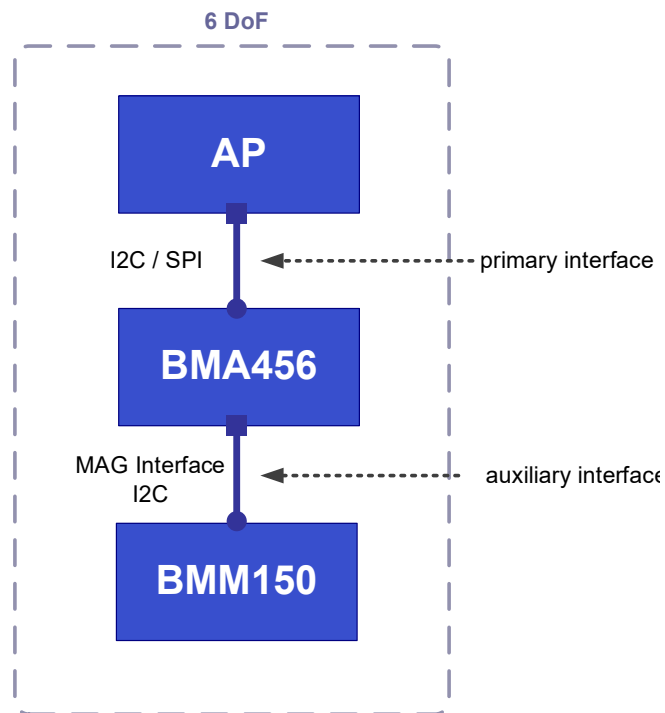 6 DoF
AP
I2C / SPI
primary interface
BMA456
MAG Interface
I2C
auxiliary interface
BMM150